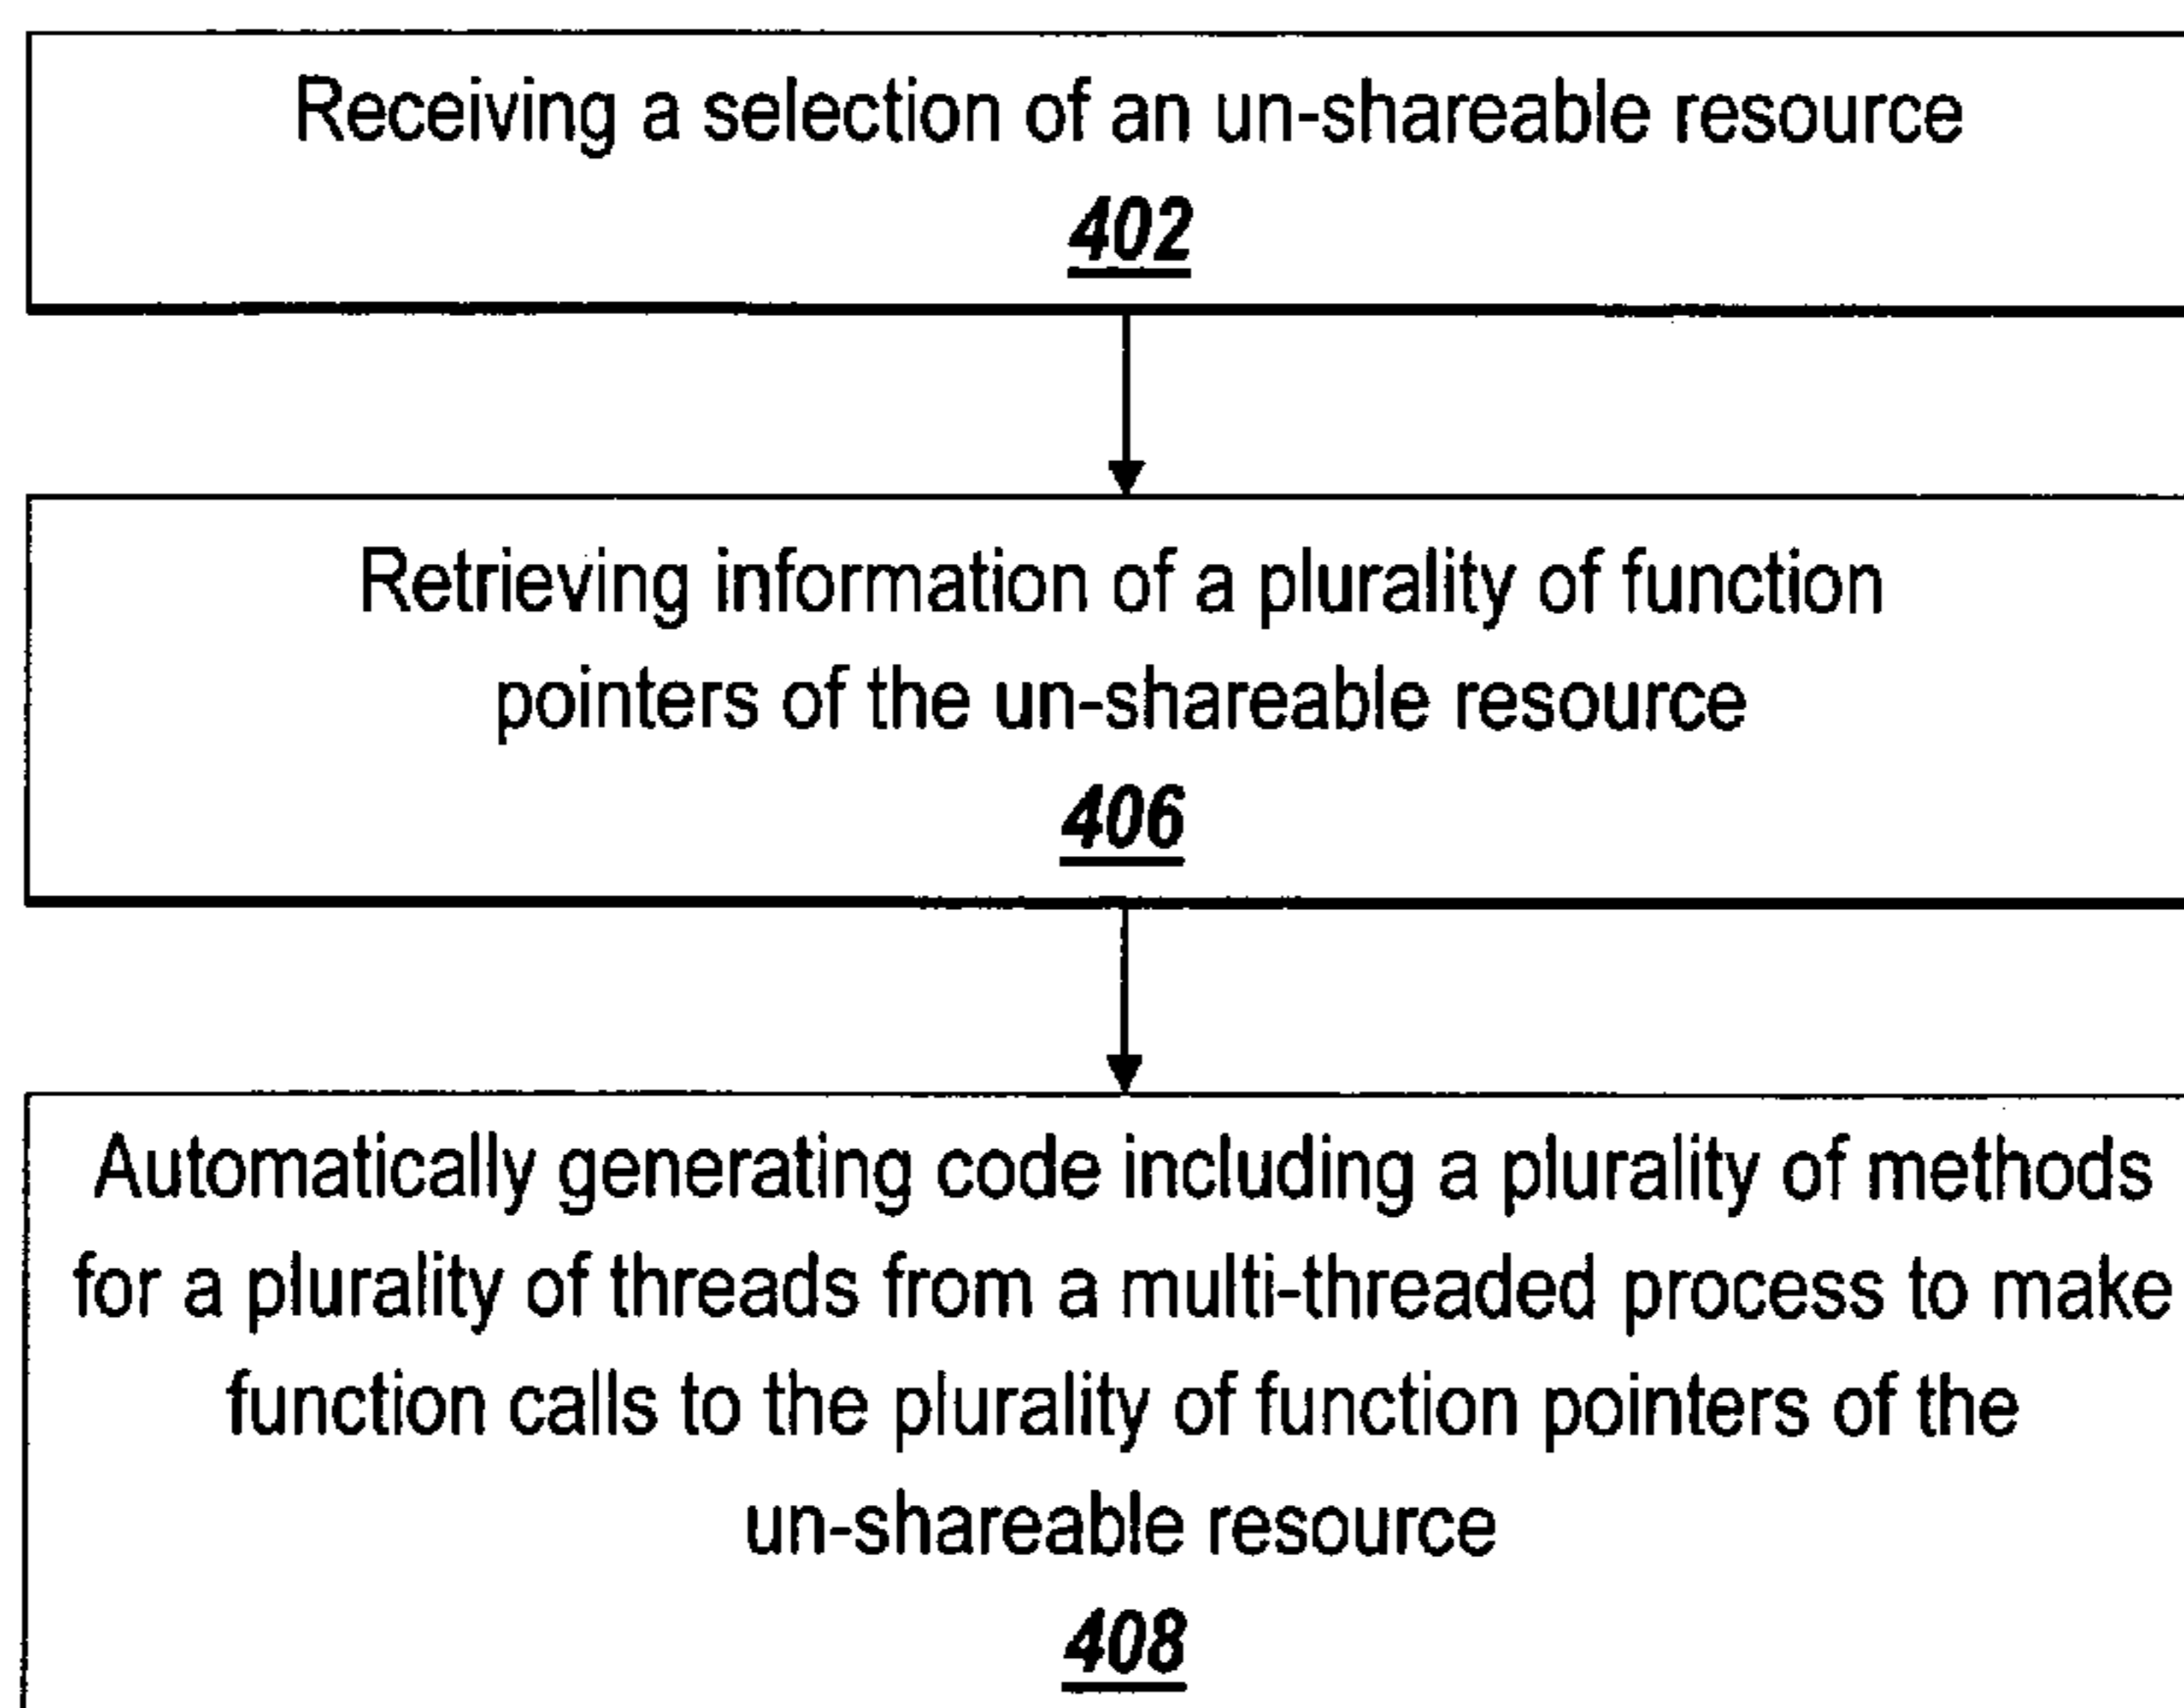 Receiving a selection of an un-shareable resource
402
Retrieving information of a plurality of function
pointers of the un-shareable resource
406
Automatically generating code including a plurality of methods
for a plurality of threads from a multi-threaded process to make
function calls to the plurality of function pointers of the
un-shareable resource
408